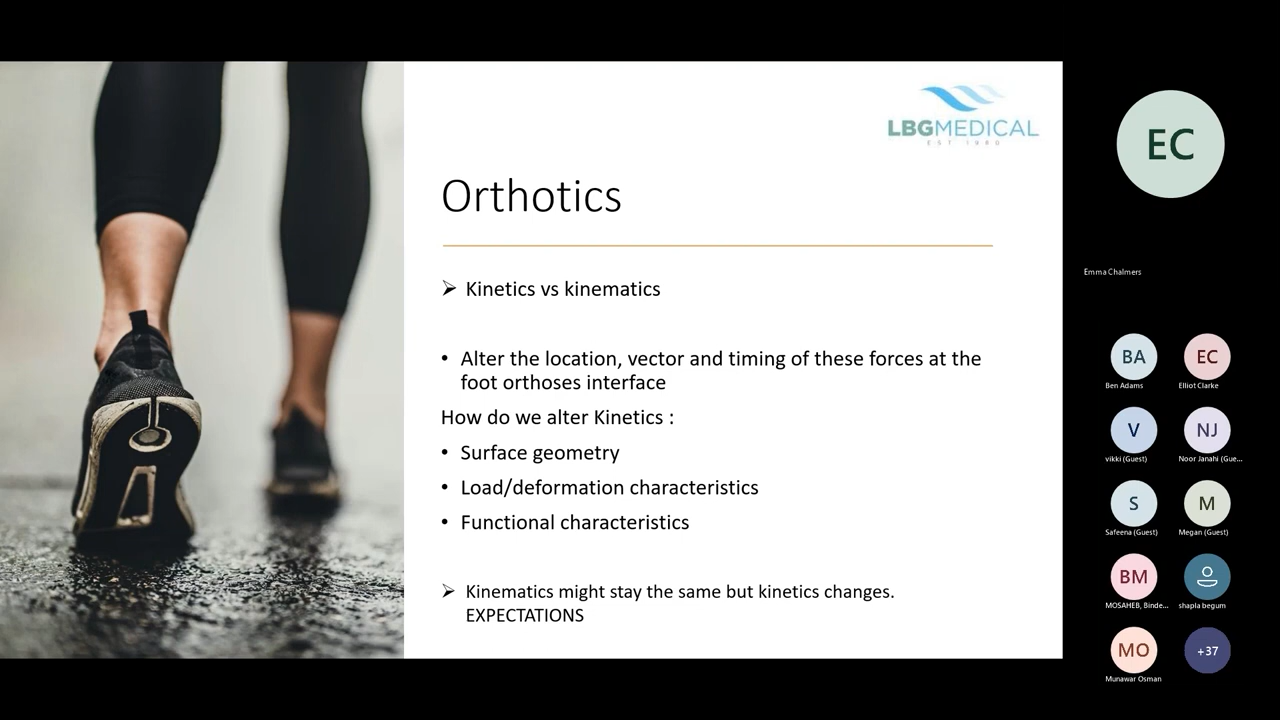 LBGMEDICAL
EST 1980
Orthotics
Kinetics vs kinematics
Alter the location, vector and timing of these forces at the
foot orthoses interface
How do we alter Kinetics :
Surface geometry
Load/deformation characteristics
Functional characteristics
Kinematics might stay the same but kinetics changes.
EXPECTATIONS
EC
Emma Chalmers
BA
EC
Ben Adams
Elliot Clarke
V
NJ
vikki (Guest)
Noor Janahi (Gue...
S
M
Safeena (Guest)
Megan (Guest)
BM
MOSAHEB, Binde...
shapla begum
MO
+37
Munawar Osman